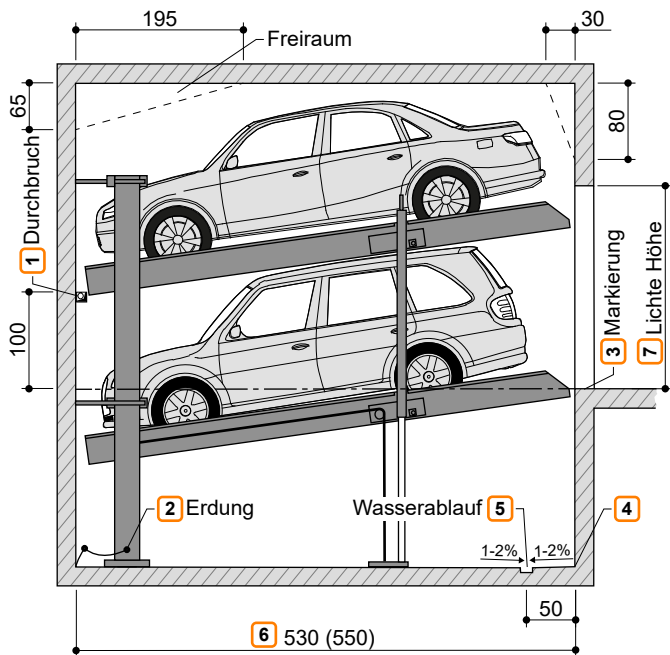 195
30
Freiraum
65
80
1 Durchbruch
100
3 Markierung
7 Lichte Höhe
2 Erdung
Wasserablauf 5
4
1-2% 1-2%
50
6 530 (550)